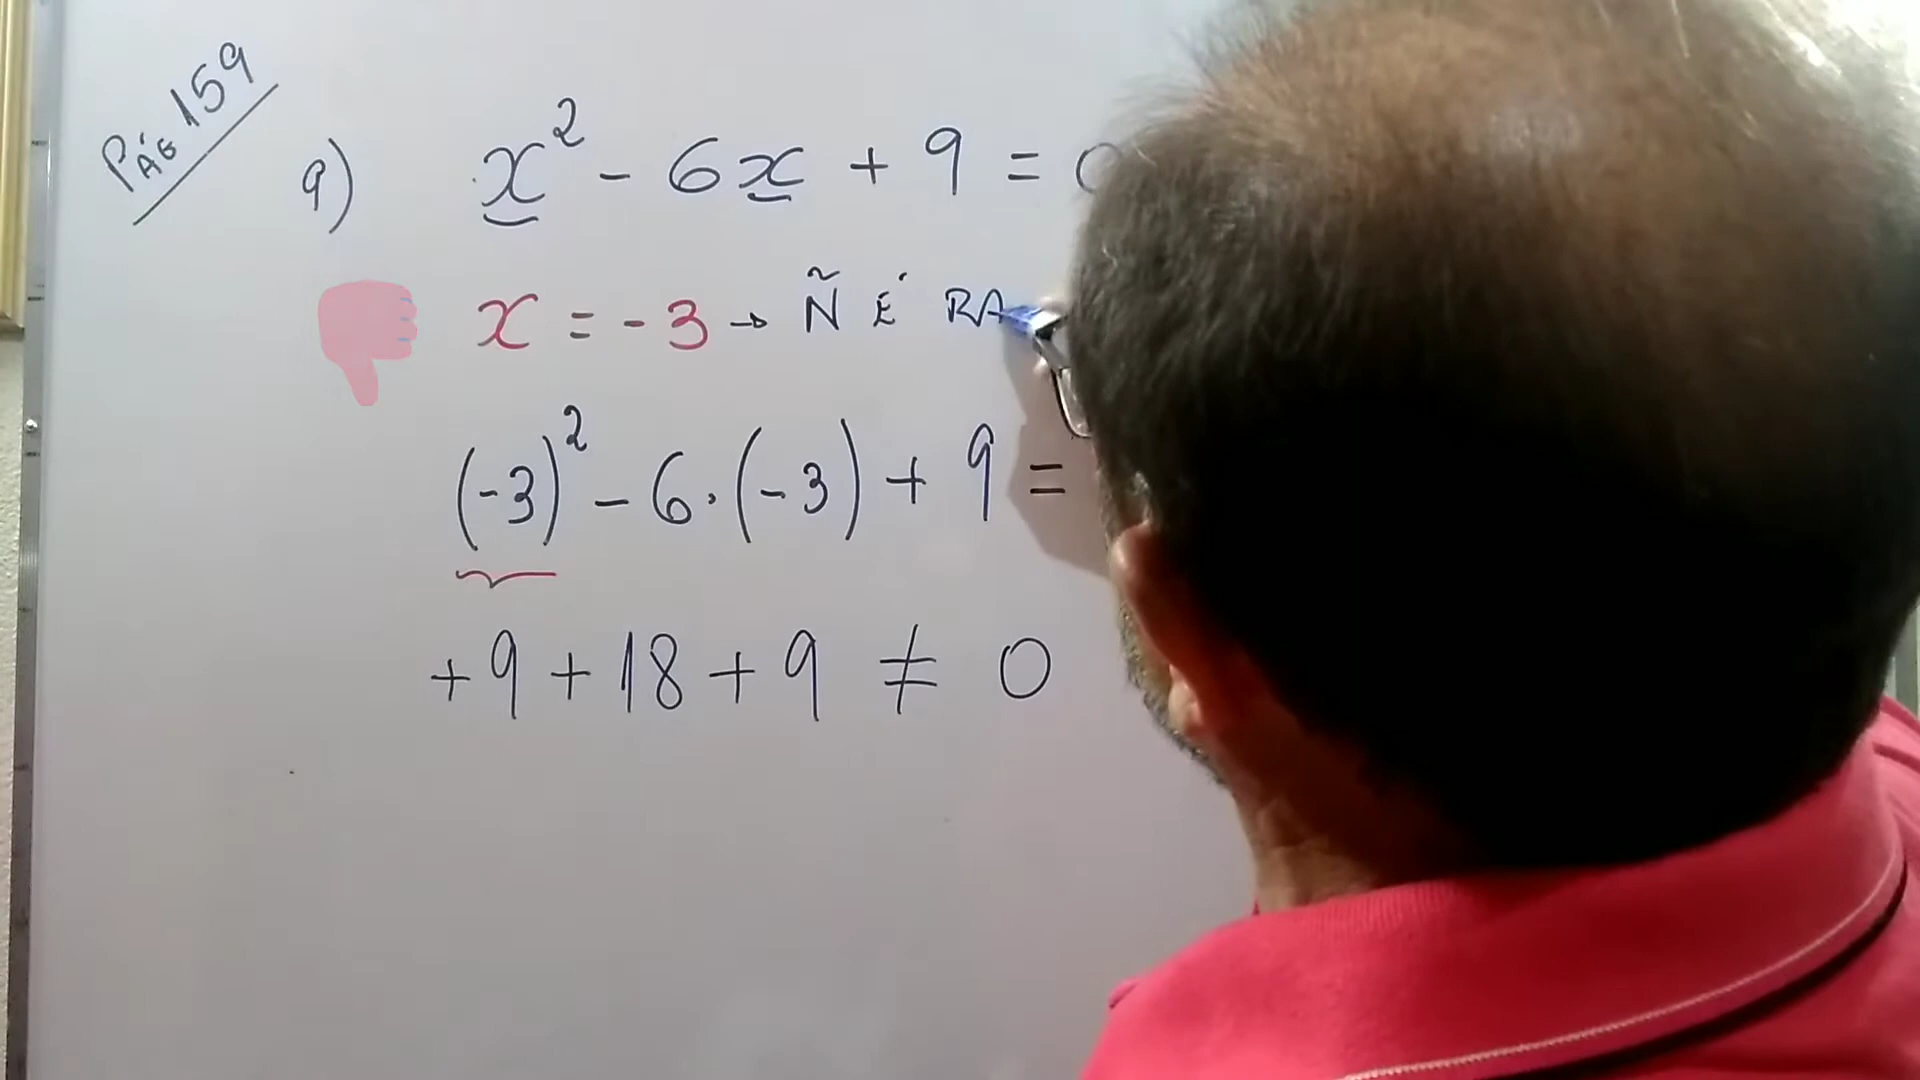 PÁG 159
9) x² - 6x + 9 = 0
x = -3 → Ñ É RA
(-3)² - 6·(-3) + 9 =
+9 + 18 + 9 ≠ 0